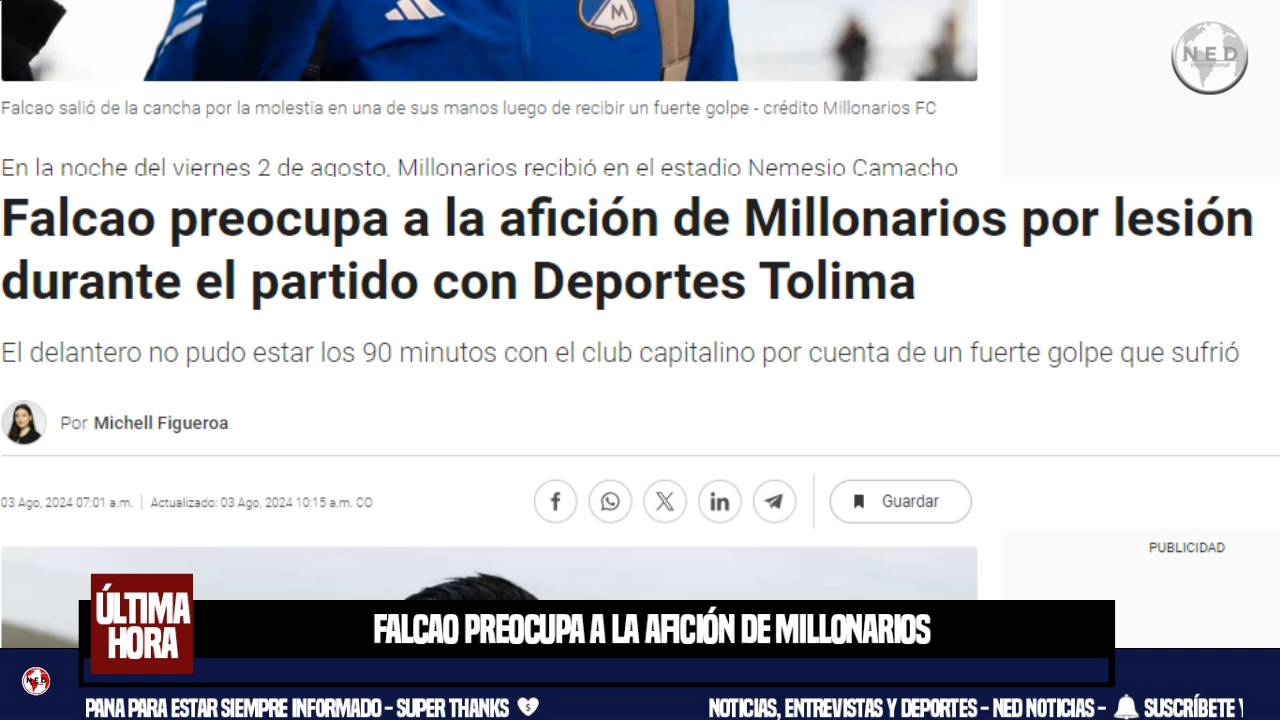 M
NED
international
Falcao salió de la cancha por la molestia en una de sus manos luego de recibir un fuerte golpe - crédito Millonarios FC
En la noche del viernes 2 de agosto, Millonarios recibió en el estadio Nemesio Camacho
Falcao preocupa a la afición de Millonarios por lesión
durante el partido con Deportes Tolima
El delantero no pudo estar los 90 minutos con el club capitalino por cuenta de un fuerte golpe que sufrió
Por Michell Figueroa
03 Ago, 2024 07:01 a.m. | Actualizado: 03 Ago, 2024 10:15 a.m. CO
Guardar
PUBLICIDAD
ÚLTIMA
HORA
FALCAO PREOCUPA A LA AFICIÓN DE MILLONARIOS
NED
PANA PARA ESTAR SIEMPRE INFORMADO - SUPER THANKS
NOTICIAS, ENTREVISTAS Y DEPORTES - NED NOTICIAS - SUSCRÍBETE Y